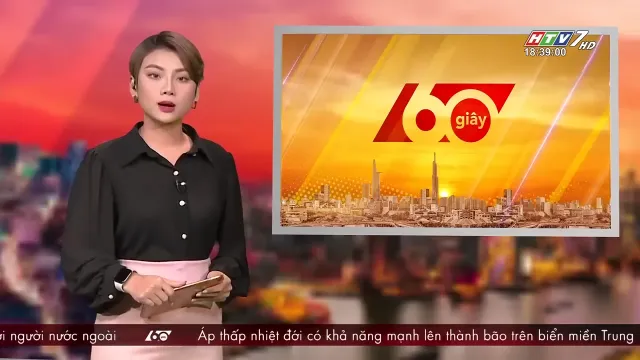 HTV7 HD
18:39:00
60 giây
i người nước ngoài 60 Áp thấp nhiệt đới có khả năng mạnh lên thành bão trên biển miền Trung